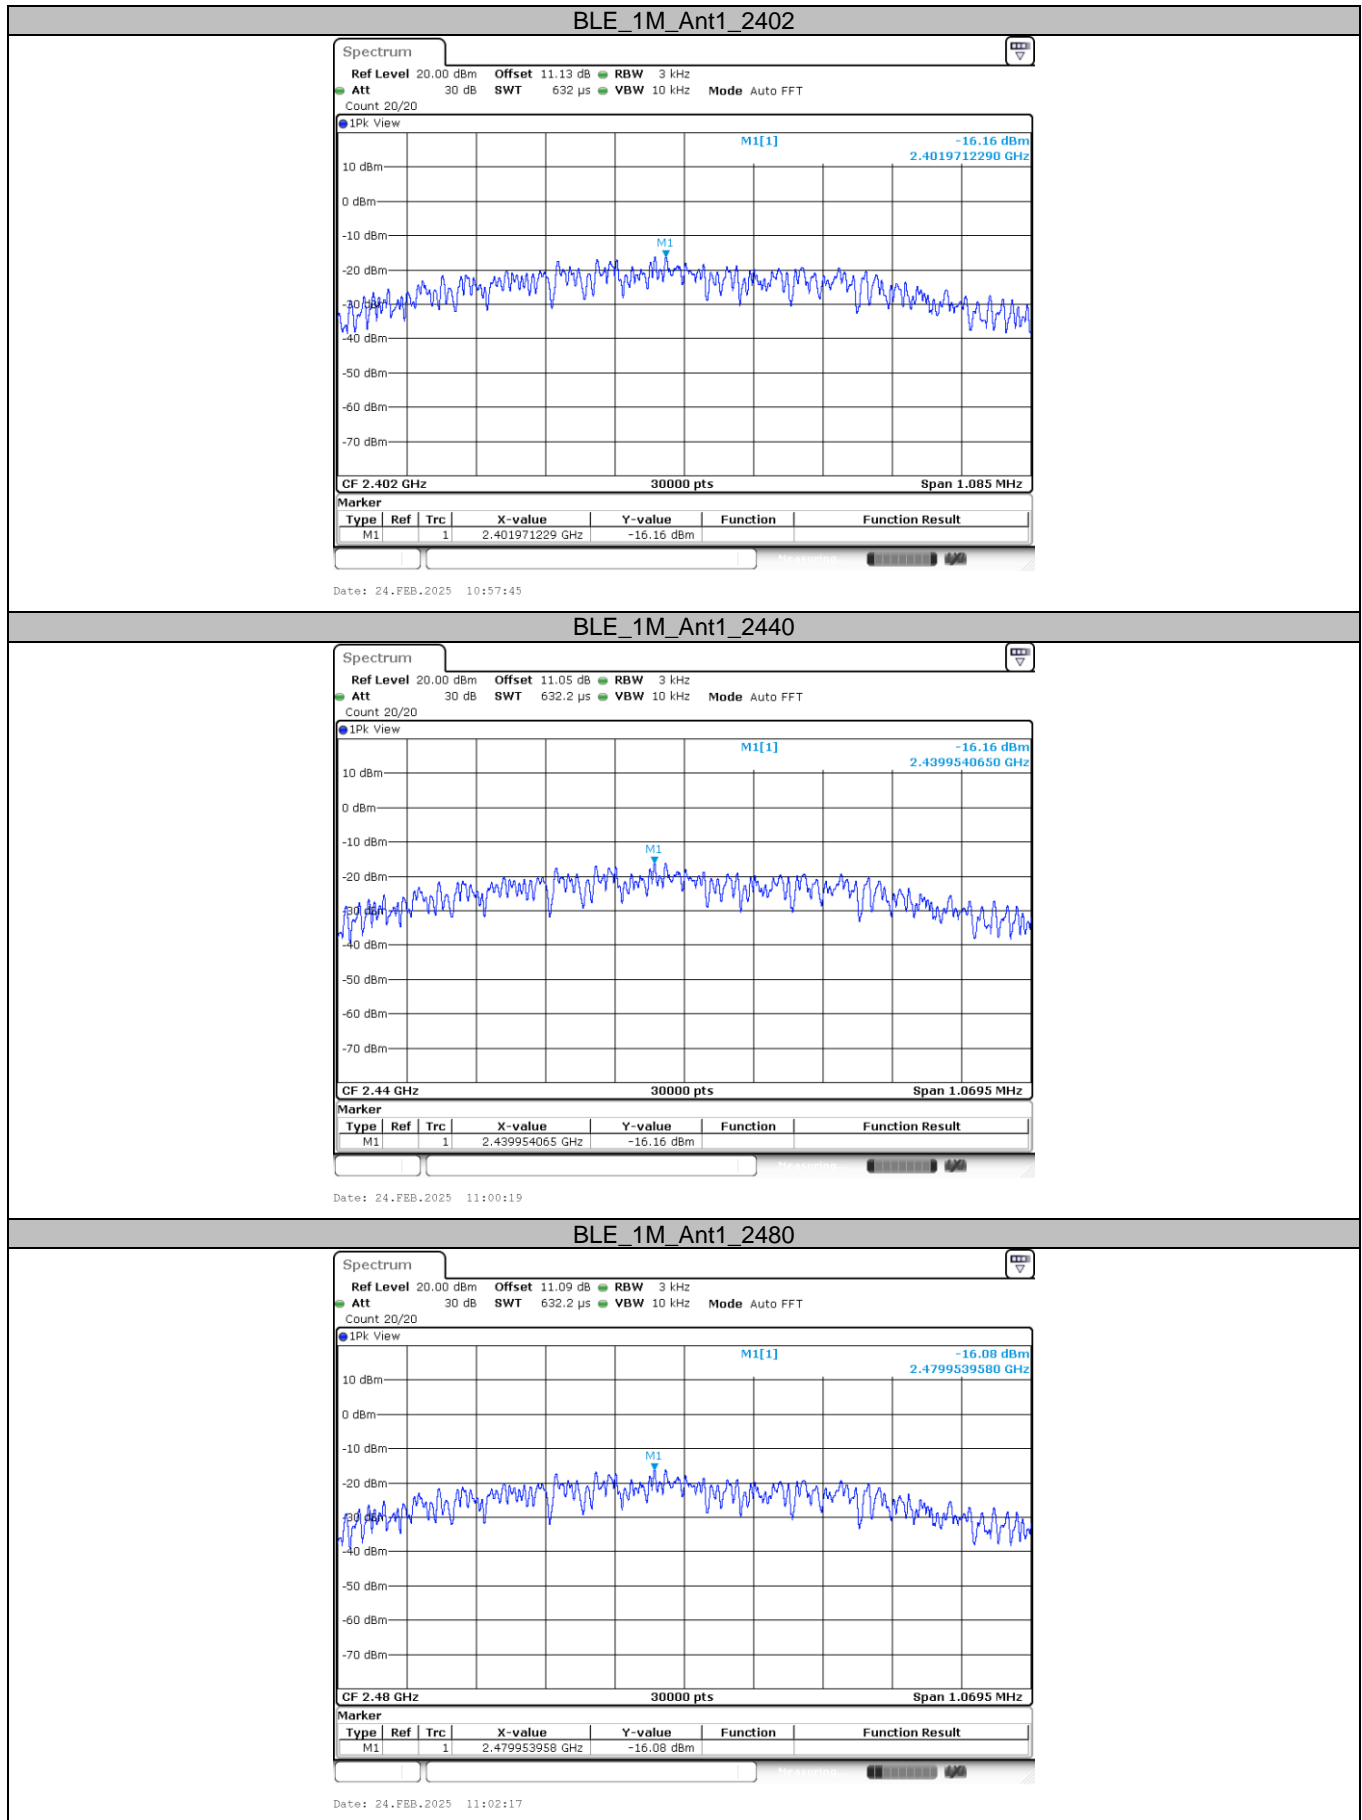 BLE_1M_Ant1_2402
Spectrum
Ref Level 20.00 dBm Offset 11.13 dB RBW 3 kHz
Att 30 dB SWT 632 µs VBW 10 kHz Mode Auto FFT
Count 20/20
1Pk View
M1[1] -16.16 dBm
2.4019712290 GHz
10 dBm
0 dBm
-10 dBm
M1
-20 dBm
-30 dBm
-40 dBm
-50 dBm
-60 dBm
-70 dBm
CF 2.402 GHz 30000 pts Span 1.085 MHz
Marker
Type Ref Trc X-value Y-value Function Function Result
M1 1 2.401971229 GHz -16.16 dBm
Measuring
Date: 24.FEB.2025 10:57:45
BLE_1M_Ant1_2440
Spectrum
Ref Level 20.00 dBm Offset 11.05 dB RBW 3 kHz
Att 30 dB SWT 632.2 µs VBW 10 kHz Mode Auto FFT
Count 20/20
1Pk View
M1[1] -16.16 dBm
2.4399540650 GHz
10 dBm
0 dBm
-10 dBm
M1
-20 dBm
-30 dBm
-40 dBm
-50 dBm
-60 dBm
-70 dBm
CF 2.44 GHz 30000 pts Span 1.0695 MHz
Marker
Type Ref Trc X-value Y-value Function Function Result
M1 1 2.439954065 GHz -16.16 dBm
Measuring
Date: 24.FEB.2025 11:00:19
BLE_1M_Ant1_2480
Spectrum
Ref Level 20.00 dBm Offset 11.09 dB RBW 3 kHz
Att 30 dB SWT 632.2 µs VBW 10 kHz Mode Auto FFT
Count 20/20
1Pk View
M1[1] -16.08 dBm
2.4799539580 GHz
10 dBm
0 dBm
-10 dBm
M1
-20 dBm
-30 dBm
-40 dBm
-50 dBm
-60 dBm
-70 dBm
CF 2.48 GHz 30000 pts Span 1.0695 MHz
Marker
Type Ref Trc X-value Y-value Function Function Result
M1 1 2.479953958 GHz -16.08 dBm
Measuring
Date: 24.FEB.2025 11:02:17